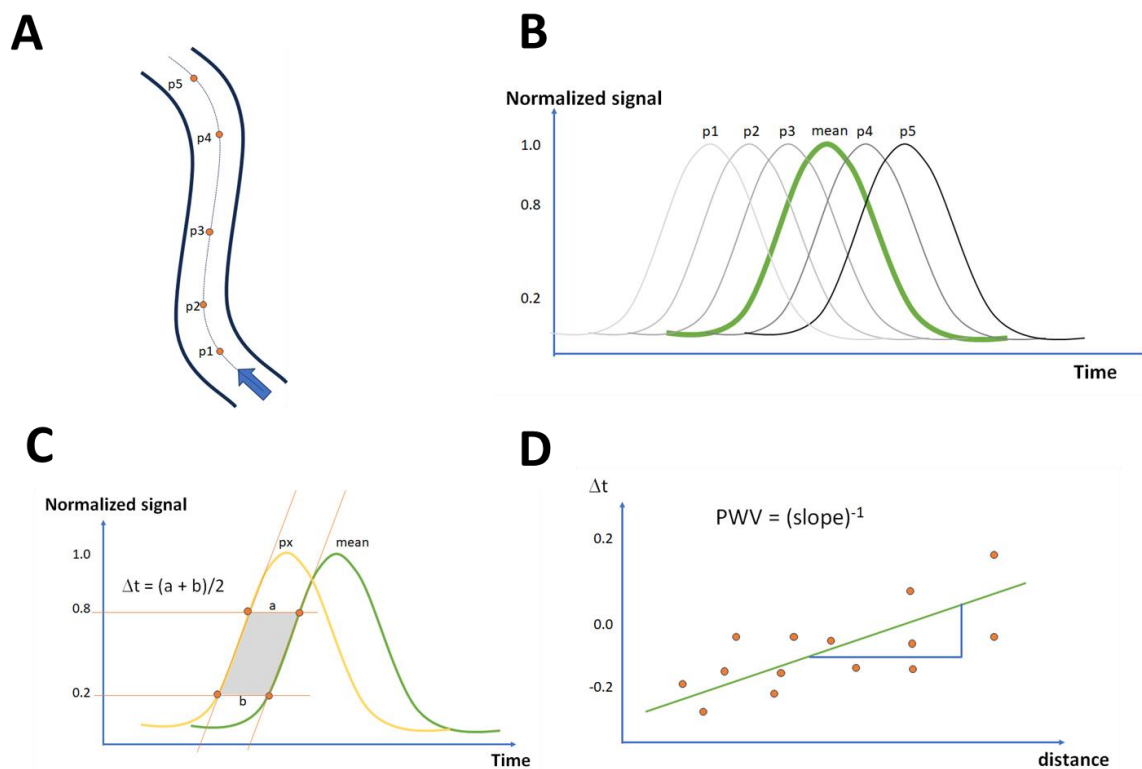 A
p5
p4
p3
p2
p1
B
Normalized signal
p1 p2 p3 mean p4 p5
1.0
0.8
0.2
Time
C
Normalized signal
px mean
1.0
Δt = (a + b)/2
0.8
a
0.2
b
Time
D
Δt
PWV = (slope)⁻¹
0.2
0.0
-0.2
distance